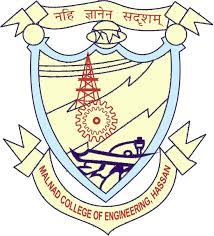 नहि ज्ञानेन सदृशम्
MALNAD COLLEGE OF ENGINEERING, HASSAN